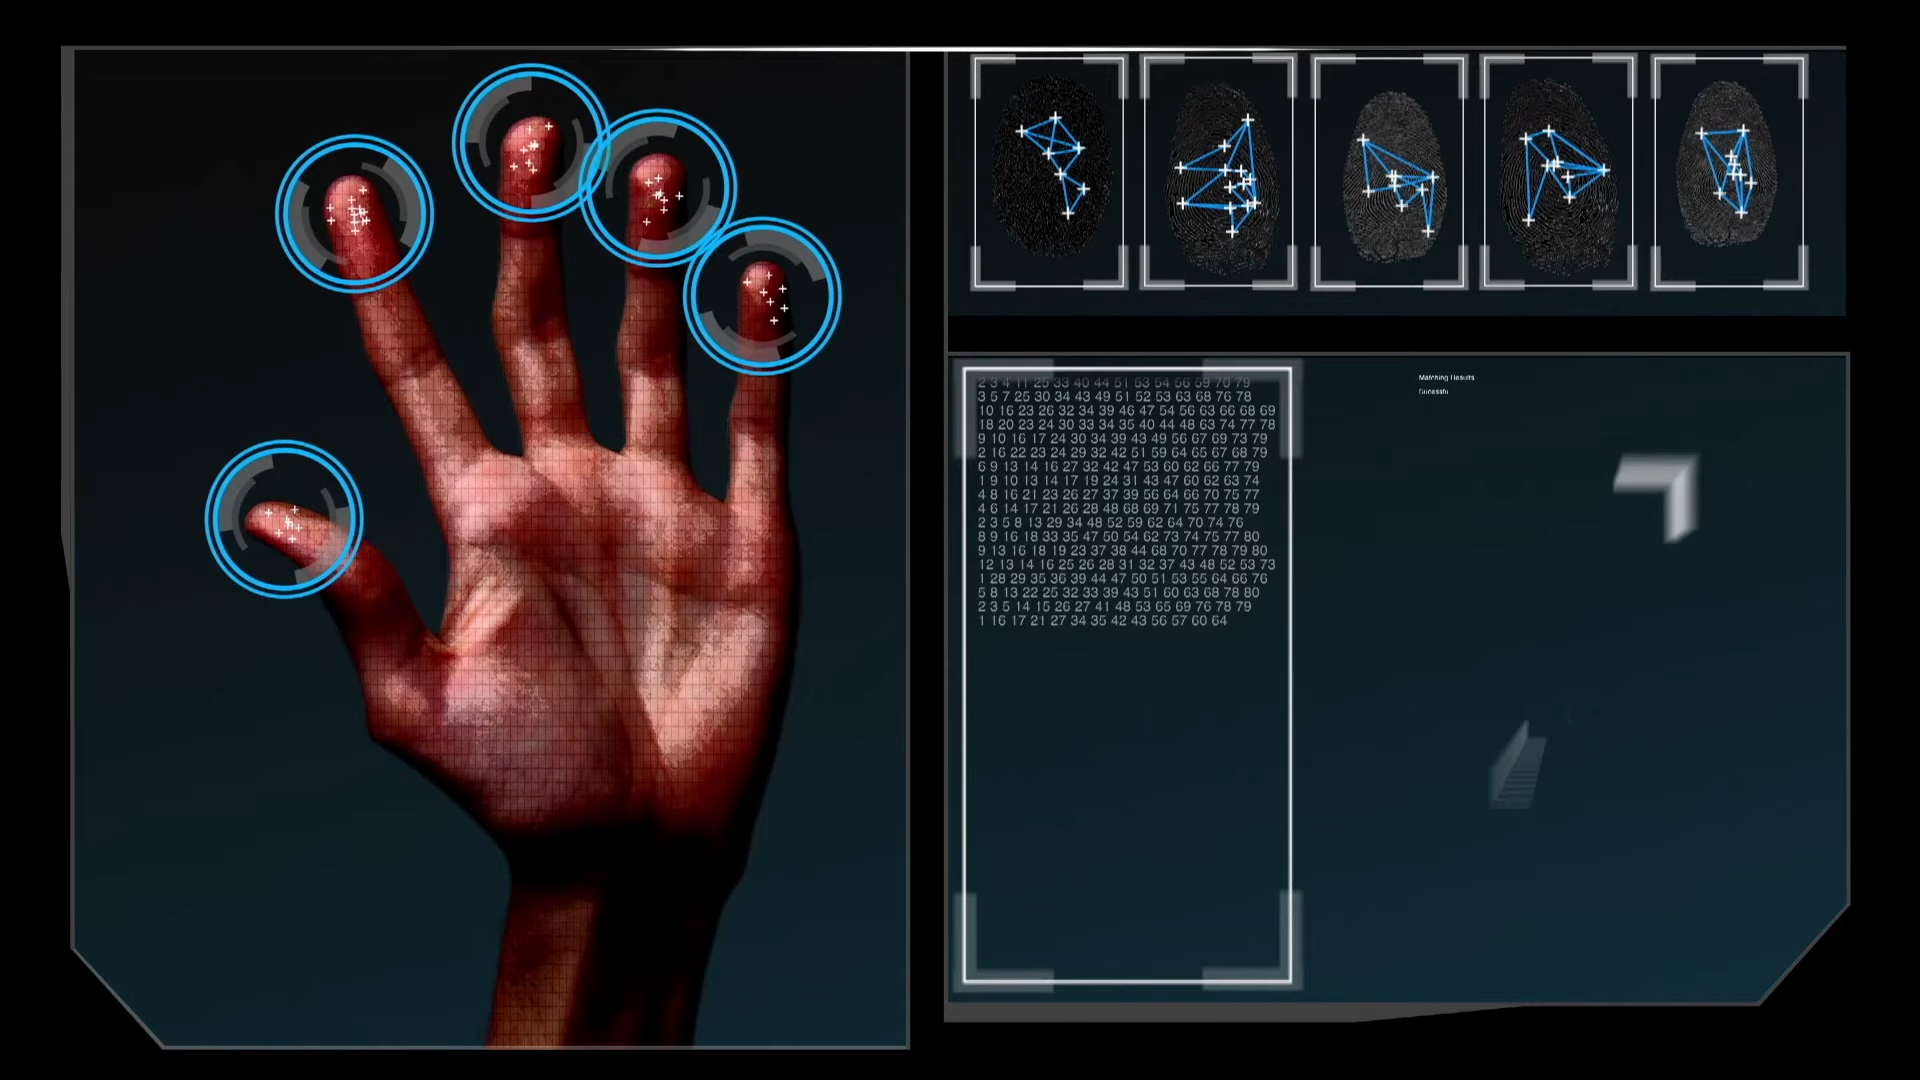 2 3 4 11 25 33 40 44 51 53 54 56 59 70 79
3 5 7 25 30 34 43 49 51 52 53 63 68 76 78
10 16 23 26 32 34 39 46 47 54 56 63 66 68 69
18 20 23 24 30 33 34 35 40 44 48 63 74 77 78
9 10 16 17 24 30 34 39 43 49 56 67 69 73 79
2 16 22 23 24 29 32 42 51 59 64 65 67 68 79
6 9 13 14 16 27 32 42 47 53 60 62 66 77 79
1 9 10 13 14 17 19 24 31 43 47 60 62 63 74
4 8 16 21 23 26 27 37 39 56 64 66 70 75 77
4 6 14 17 21 26 28 48 68 69 71 75 77 78 79
2 3 5 8 13 29 34 48 52 59 62 64 70 74 76
8 9 16 18 33 35 47 50 54 62 73 74 75 77 80
9 13 16 18 19 23 37 38 44 68 70 77 78 79 80
12 13 14 16 25 26 28 31 32 37 43 48 52 53 73
1 28 29 35 36 39 44 47 50 51 53 55 64 66 76
5 8 13 22 25 32 33 39 43 51 60 63 68 78 80
2 3 5 14 15 26 27 41 48 53 65 69 76 78 79
1 16 17 21 27 34 35 42 43 56 57 60 64
Matching Results